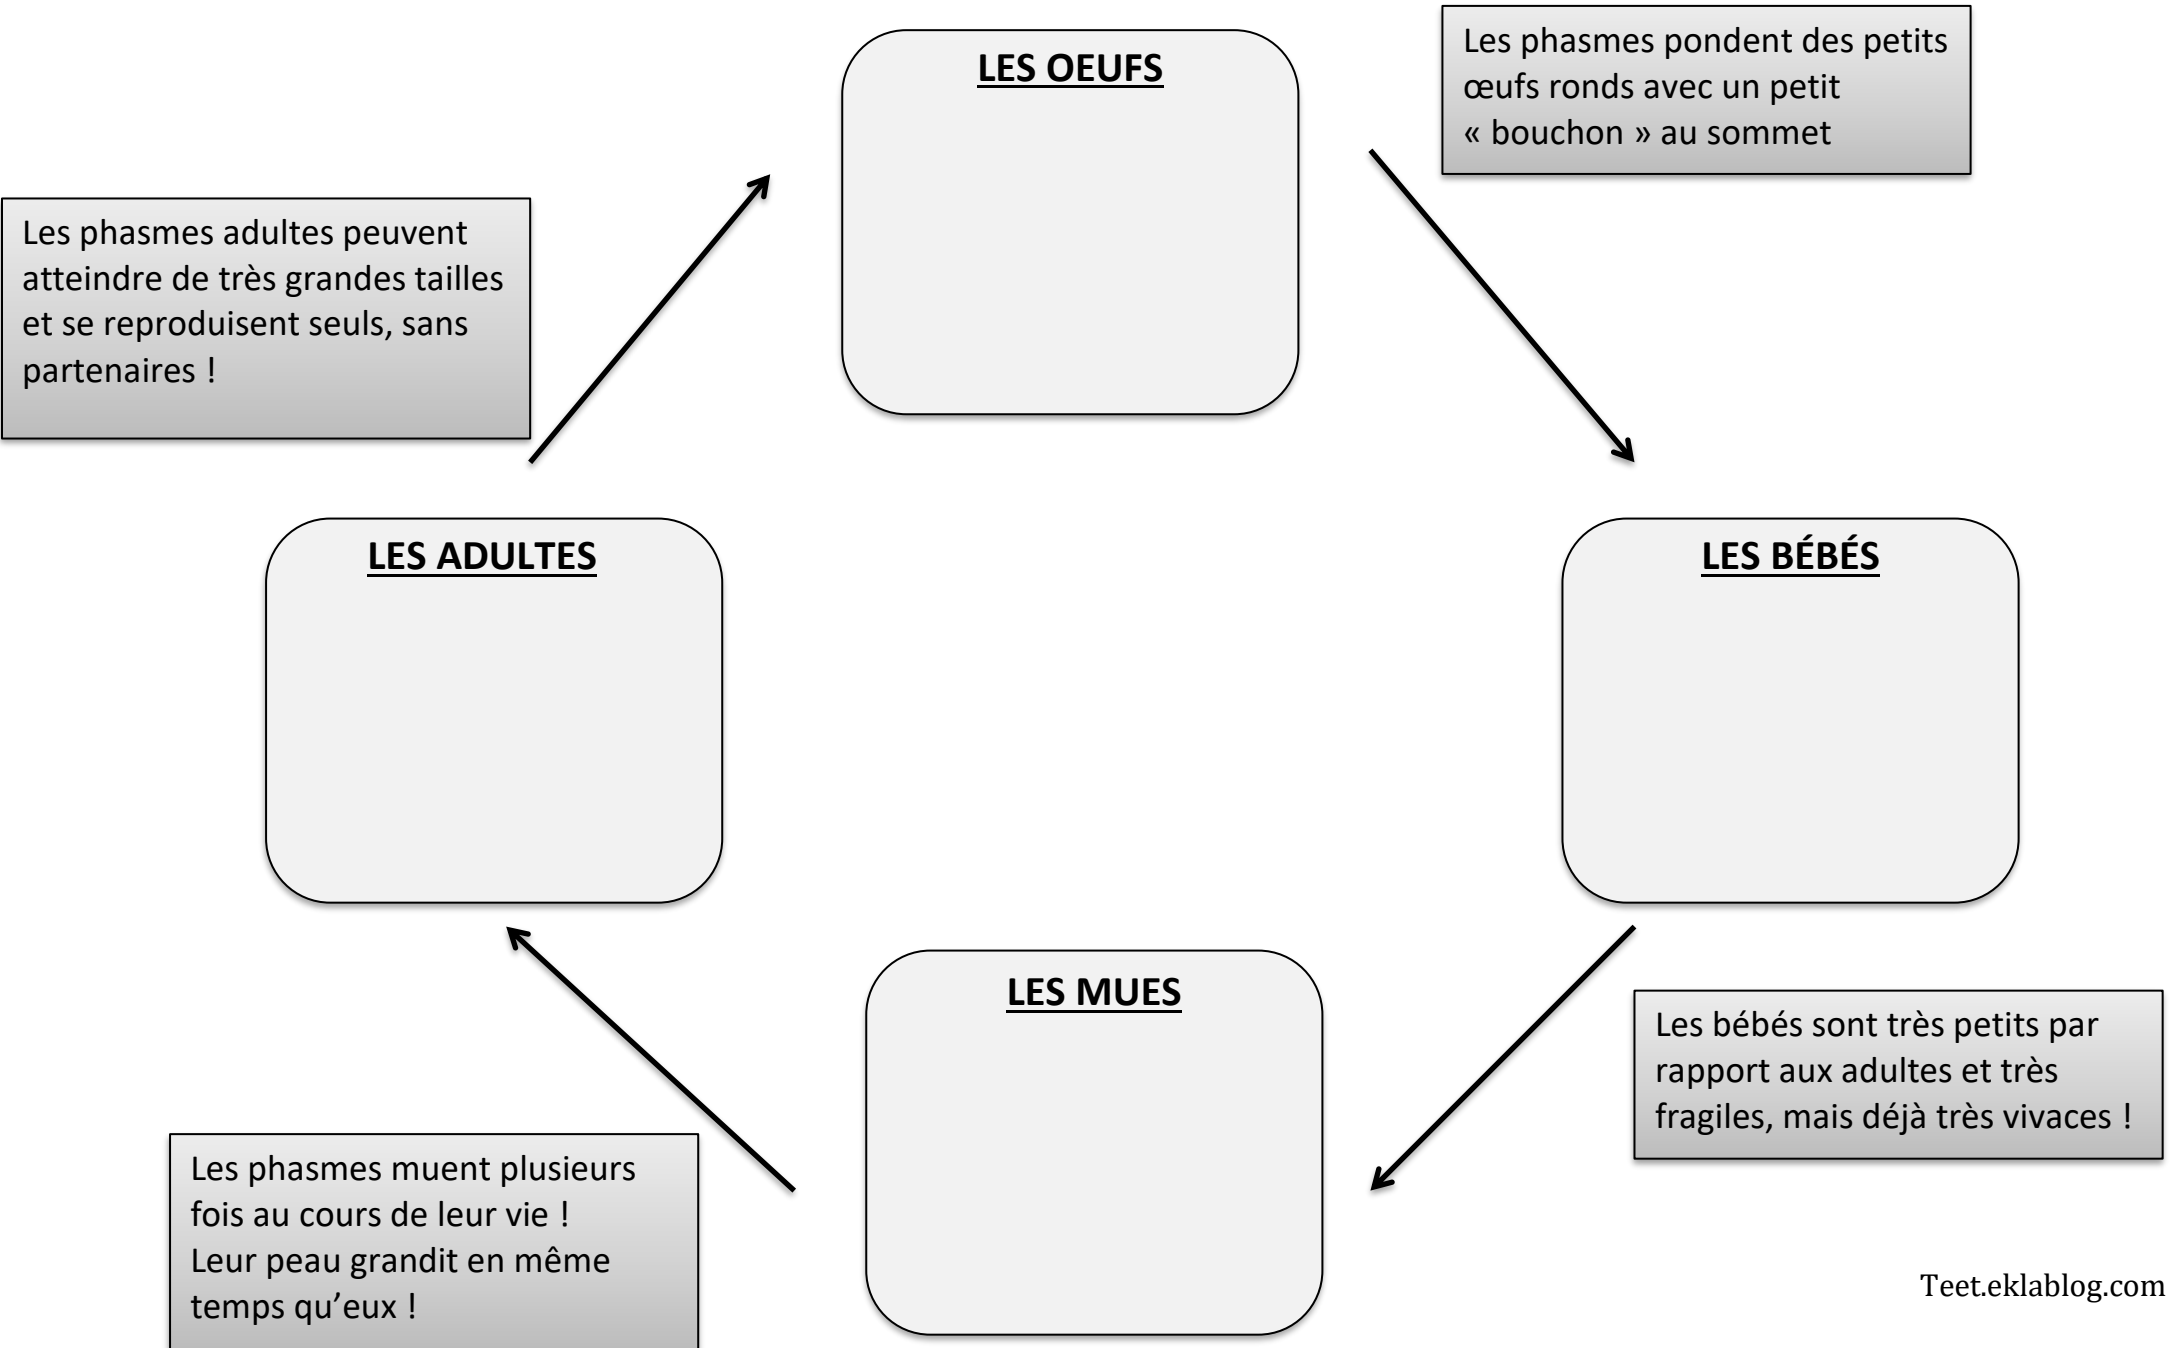 LES OEUFS
Les phasmes pondent des petits
œufs ronds avec un petit
« bouchon » au sommet
Les phasmes adultes peuvent
atteindre de très grandes tailles
et se reproduisent seuls, sans
partenaires !
LES ADULTES
LES BÉBÉS
LES MUES
Les bébés sont très petits par
rapport aux adultes et très
fragiles, mais déjà très vivaces !
Les phasmes muent plusieurs
fois au cours de leur vie !
Leur peau grandit en même
temps qu’eux !
Teet.eklablog.com